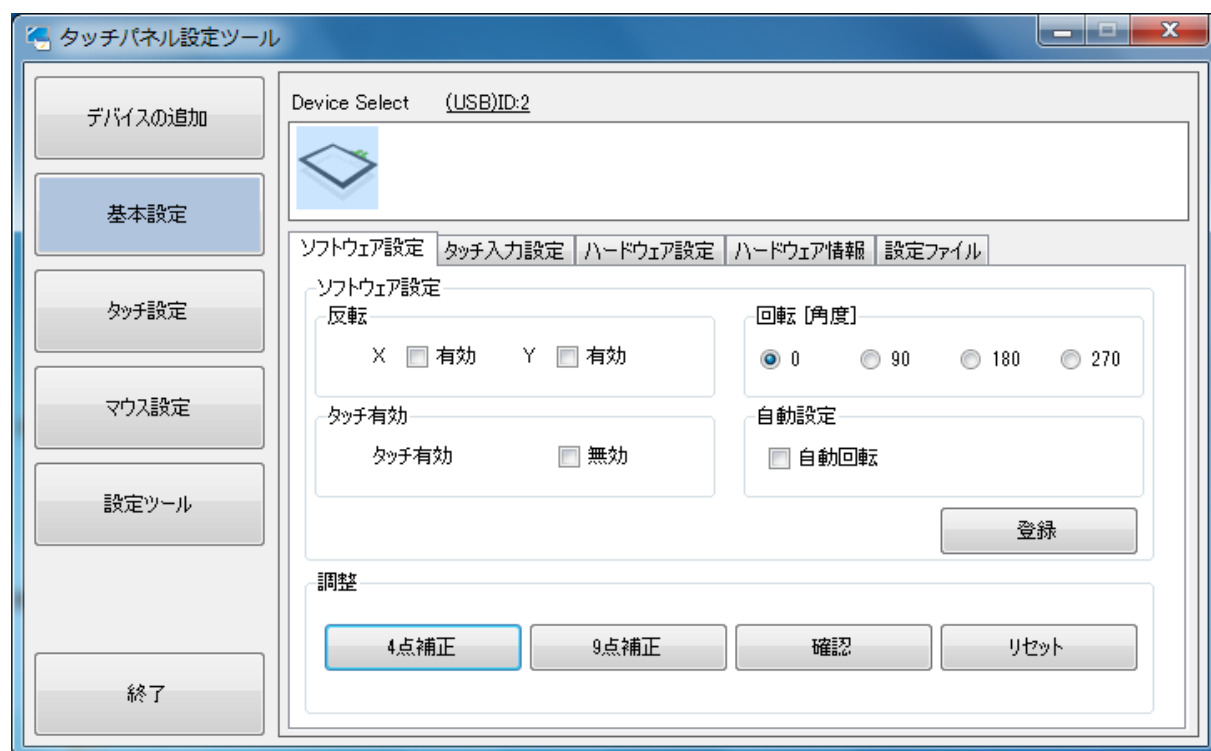 タッチパネル設定ツール
デバイスの追加
基本設定
タッチ設定
マウス設定
設定ツール
終了
Device Select (USB)ID:2
ソフトウェア設定 タッチ入力設定 ハードウェア設定 ハードウェア情報 設定ファイル
ソフトウェア設定
反転
X 有効 Y 有効
回転 [角度]
0 90 180 270
タッチ有効
タッチ有効 無効
自動設定
自動回転
登録
調整
4点補正 9点補正 確認 リセット